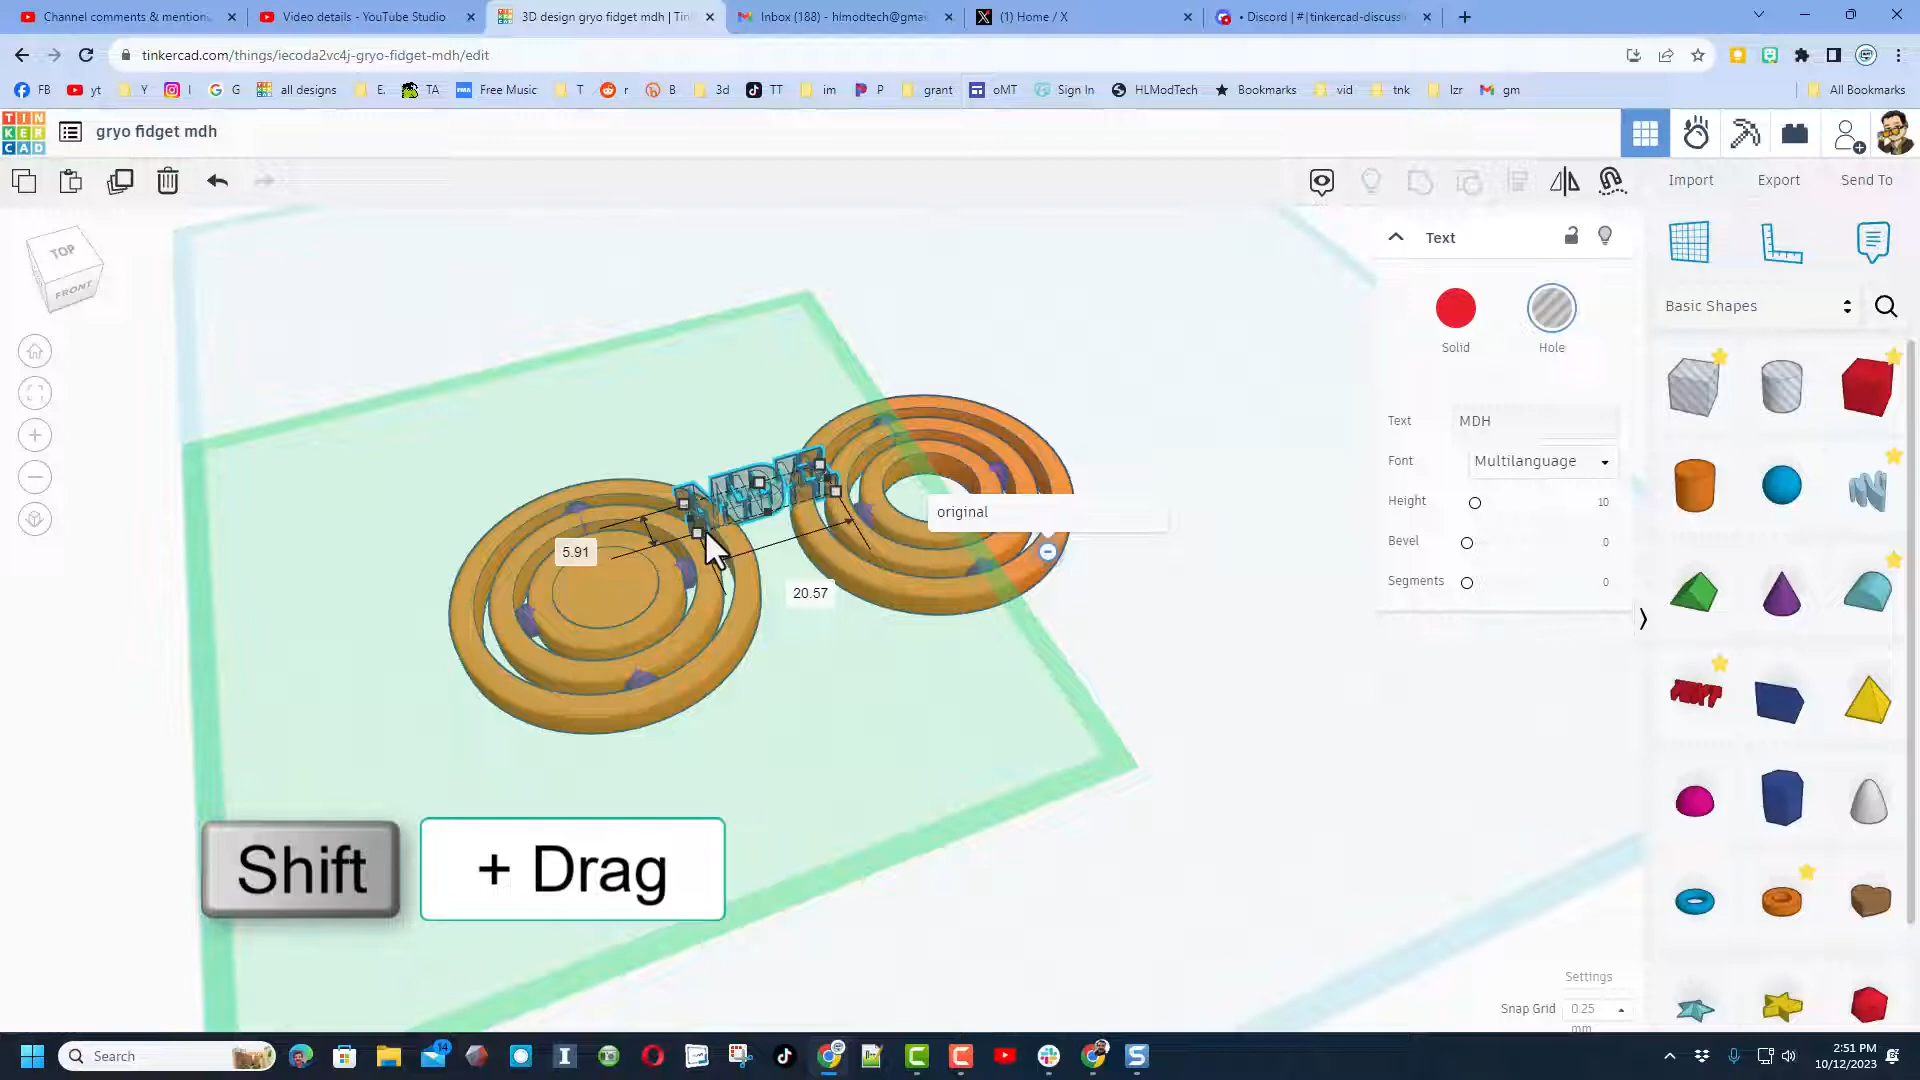 Channel comments & mention
Video details - YouTube Studio
3D design gryo fidget mdh | Tin
Inbox (188) - hlmodtech@gmai
(1) Home / X
• Discord | #|tinkercad-discussi
tinkercad.com/things/iecoda2vc4j-gryo-fidget-mdh/edit
FB
yt
Y
I
G
all designs
E.
TA
Free Music
T
r
B
3d
TT
im
P
grant
oMT
Sign In
HLModTech
Bookmarks
vid
tnk
lzr
gm
All Bookmarks
TIN
KER
CAD
gryo fidget mdh
Import
Export
Send To
TOP
FRONT
Text
Solid
Hole
Text
MDH
Font
Multilanguage
Height
10
Bevel
0
Segments
0
Basic Shapes
MDH
original
5.91
20.57
Shift
+ Drag
Settings
Snap Grid
0.25
mm
Search
14
2:51 PM
10/12/2023